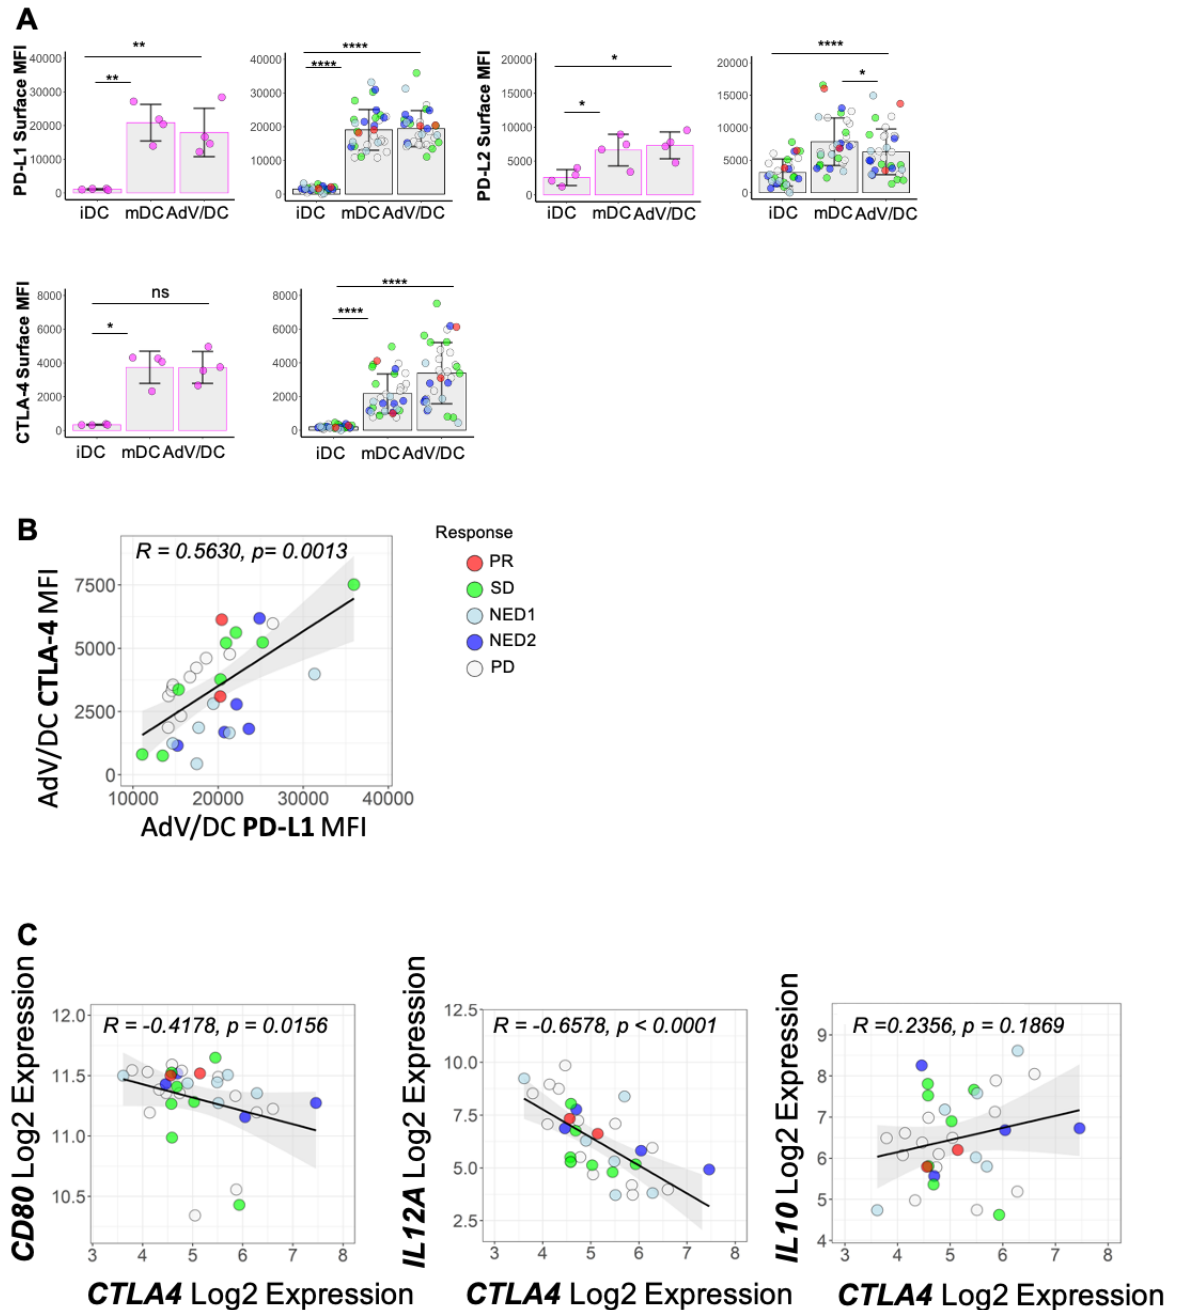 A
PD-L1 Surface MFI
40000
30000
20000
10000
0
**
**
iDC mDC AdV/DC
40000
30000
20000
10000
0
****
****
iDC mDC AdV/DC
PD-L2 Surface MFI
20000
15000
10000
5000
0
*
*
iDC mDC AdV/DC
20000
15000
10000
5000
0
****
*
iDC mDC AdV/DC
CTLA-4 Surface MFI
8000
6000
4000
2000
0
ns
*
iDC mDC AdV/DC
8000
6000
4000
2000
0
****
****
iDC mDC AdV/DC
B
R = 0.5630, p= 0.0013
AdV/DC CTLA-4 MFI
7500
5000
2500
0
10000 20000 30000 40000
AdV/DC PD-L1 MFI
Response
PR
SD
NED1
NED2
PD
C
CD80 Log2 Expression
12.0
11.5
11.0
10.5
R = -0.4178, p = 0.0156
3 4 5 6 7 8
CTLA4 Log2 Expression
IL12A Log2 Expression
12.5
10.0
7.5
5.0
2.5
R = -0.6578, p < 0.0001
3 4 5 6 7 8
CTLA4 Log2 Expression
IL10 Log2 Expression
9
8
7
6
5
4
R =0.2356, p = 0.1869
3 4 5 6 7 8
CTLA4 Log2 Expression